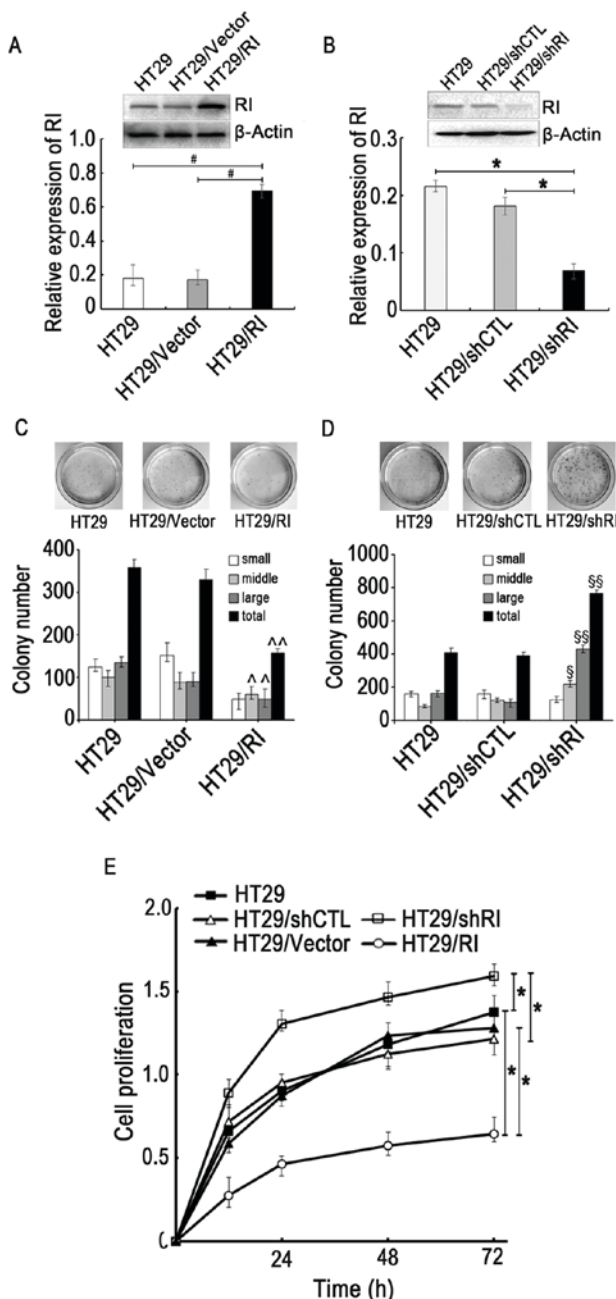 A
HT29
HT29/Vector
HT29/RI
RI
β-Actin
Relative expression of RI
1.0
0.8
0.6
0.4
0.2
0
#
#
HT29
HT29/Vector
HT29/RI
B
HT29
HT29/shCTL
HT29/shRI
RI
β-Actin
Relative expression of RI
0.3
0.2
0.1
0
*
*
HT29
HT29/shCTL
HT29/shRI
C
HT29
HT29/Vector
HT29/RI
Colony number
400
300
200
100
0
small
middle
large
total
^
^
^^
HT29
HT29/Vector
HT29/RI
D
HT29
HT29/shCTL
HT29/shRI
Colony number
1000
800
600
400
200
0
small
middle
large
total
§
§§
§§
HT29
HT29/shCTL
HT29/shRI
E
HT29
HT29/shCTL
HT29/Vector
HT29/shRI
HT29/RI
Cell proliferation
2.0
1.5
1.0
0.5
0
24
48
72
Time (h)
*
*
*
*